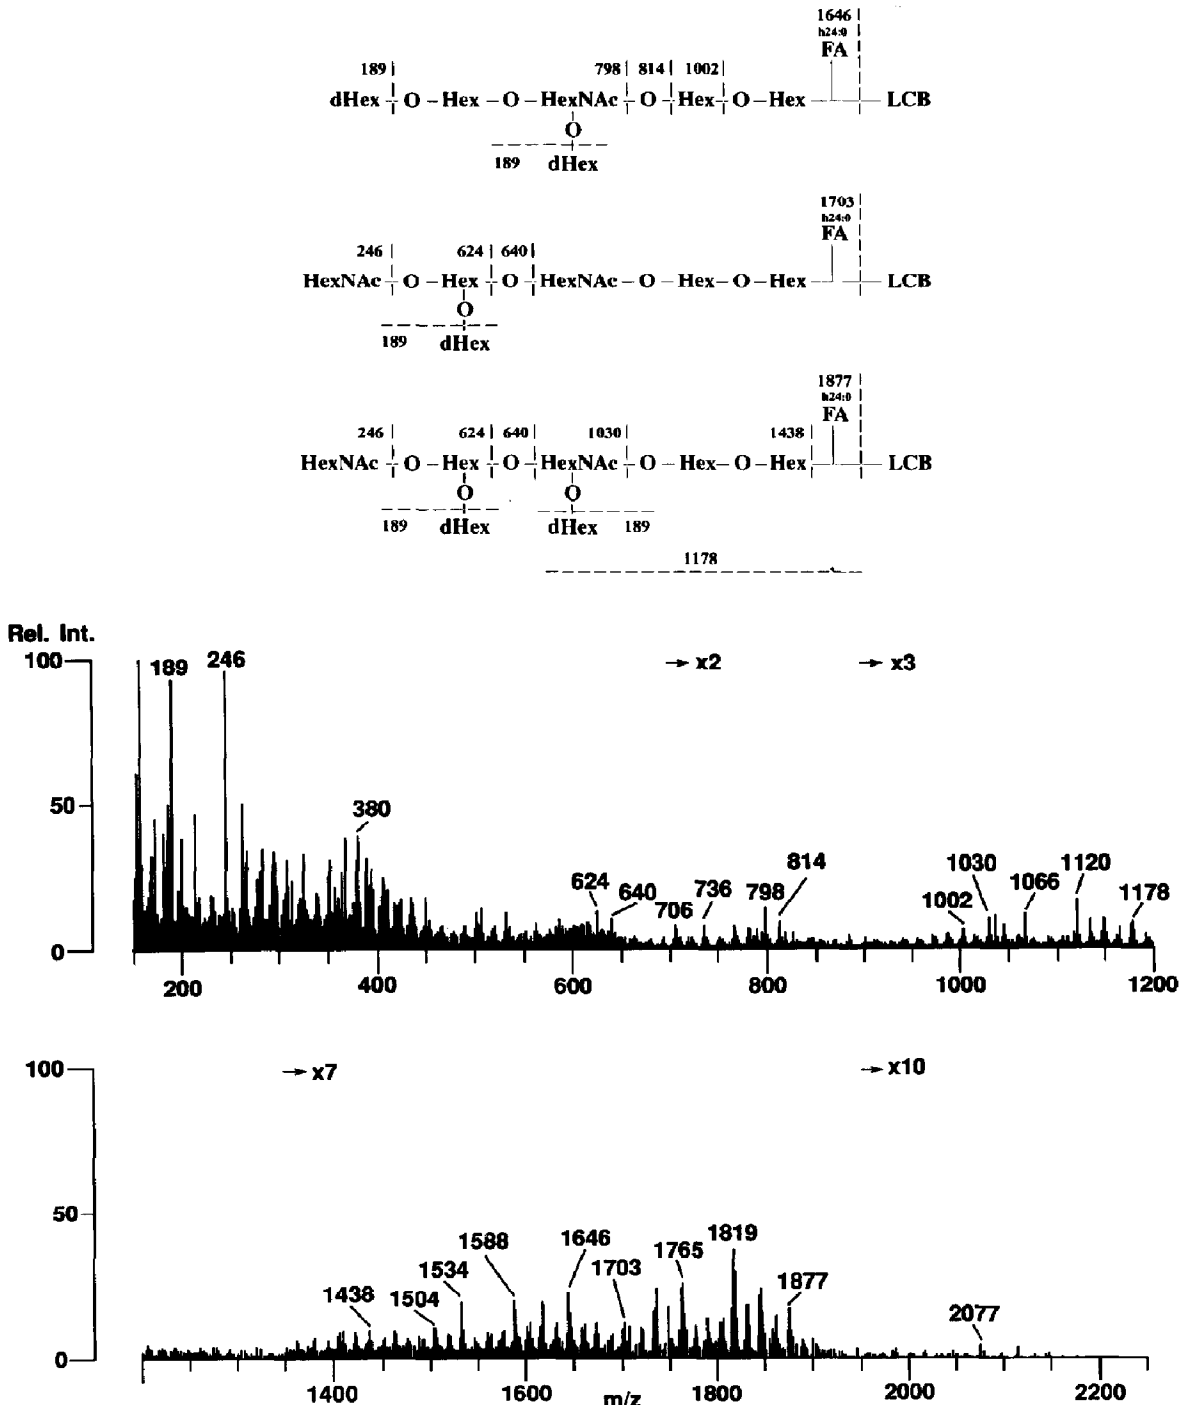 1646
h24:0
FA
189 798 814 1002
dHex - O - Hex - O - HexNAc - O - Hex - O - Hex - LCB
O
189 dHex
1703
h24:0
FA
246 624 640
HexNAc - O - Hex - O - HexNAc - O - Hex - O - Hex - LCB
O
189 dHex
1877
h24:0
FA
246 624 640 1030 1438
HexNAc - O - Hex - O - HexNAc - O - Hex - O - Hex - LCB
O O
189 dHex dHex 189
1178
Rel. Int.
100 189 246 → x2 → x3
50 380
624 640 706 736 798 814 1002 1030 1066 1120 1178
0
200 400 600 800 1000 1200
100 → x7 → x10
50
1438 1504 1534 1588 1646 1703 1765 1819 1877 2077
0
1400 1600 1800 2000 2200
m/z